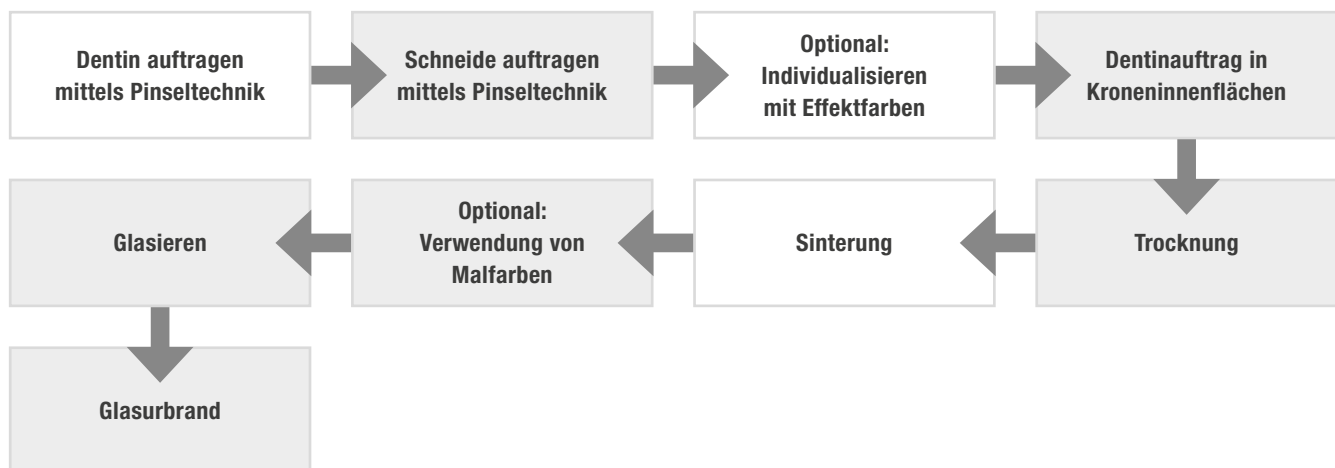 Dentin auftragen
mittels Pinseltechnik
Schneide auftragen
mittels Pinseltechnik
Optional:
Individualisieren
mit Effektfarben
Dentinauftrag in
Kroneninnenflächen
Trocknung
Sinterung
Optional:
Verwendung von
Malfarben
Glasieren
Glasurbrand